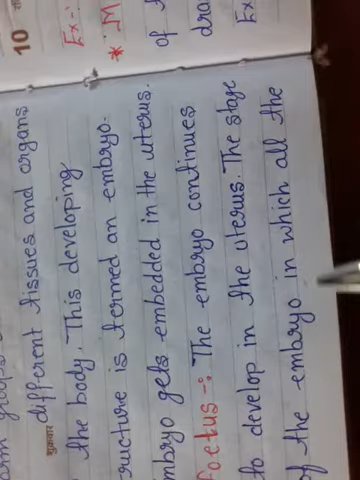 different tissues and organs
the body. This developing
ructure is termed an embryo.
mbryo gets embedded in the uterus.
Foetus -: The embryo continues
to develop in the uterus. The stage
of the embryo in which all the
10
Ex -:
* M
of
dra
Ex
शुक्रवार